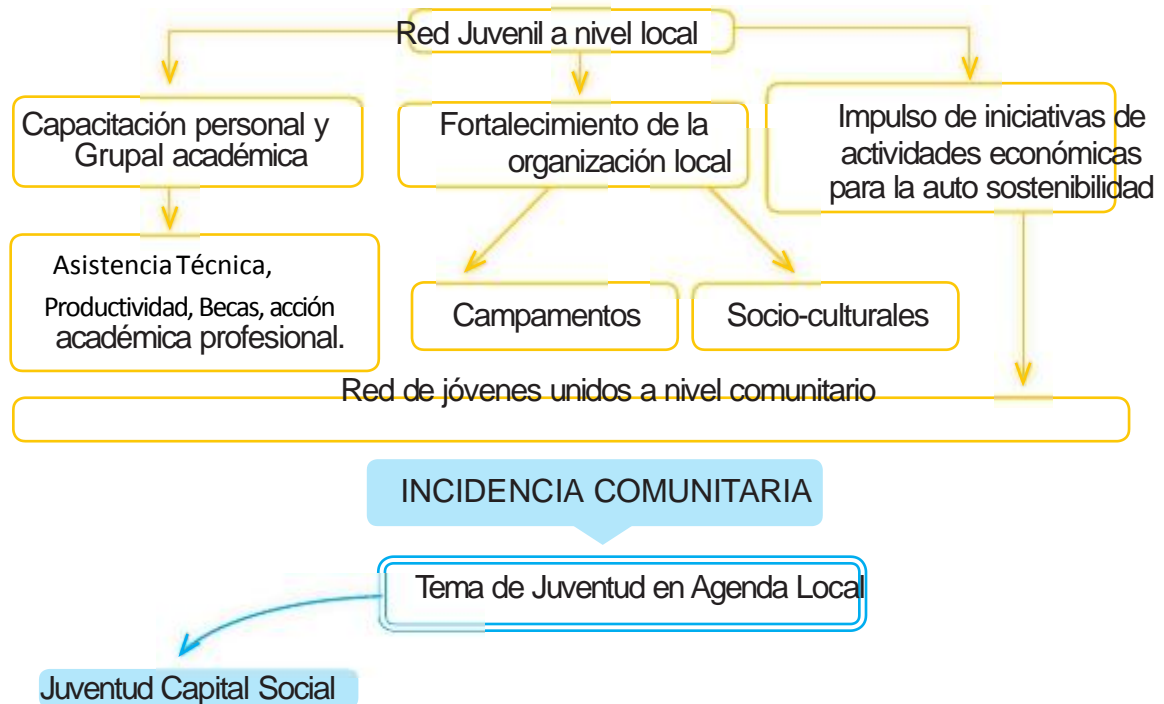 Red Juvenil a nivel local
Capacitación personal y
Grupal académica
Fortalecimiento de la
organización local
Impulso de iniciativas de
actividades económicas
para la auto sostenibilidad
Asistencia Técnica,
Productividad, Becas, acción
académica profesional.
Campamentos
Socio-culturales
Red de jóvenes unidos a nivel comunitario
INCIDENCIA COMUNITARIA
Tema de Juventud en Agenda Local
Juventud Capital Social